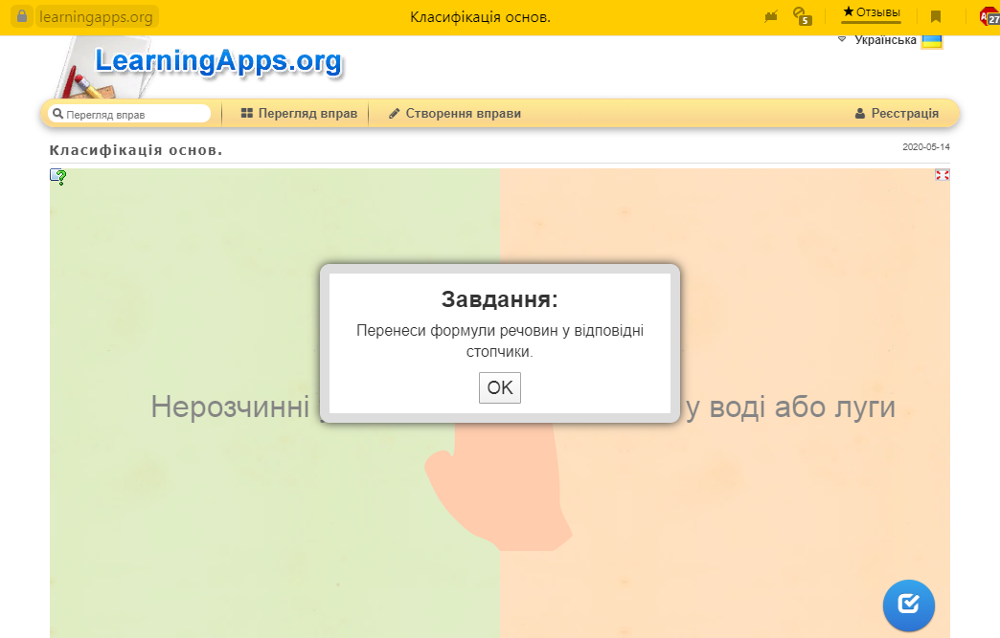 learningapps.org
Класифікація основ.
5
★ Отзывы
27
Українська
LearningApps.org
Перегляд вправ
Перегляд вправ
Створення вправи
Реєстрація
Класифікація основ.
2020-05-14
Завдання:
Перенеси формули речовин у відповідні
стопчики.
OK
Нерозчинні
у воді або луги